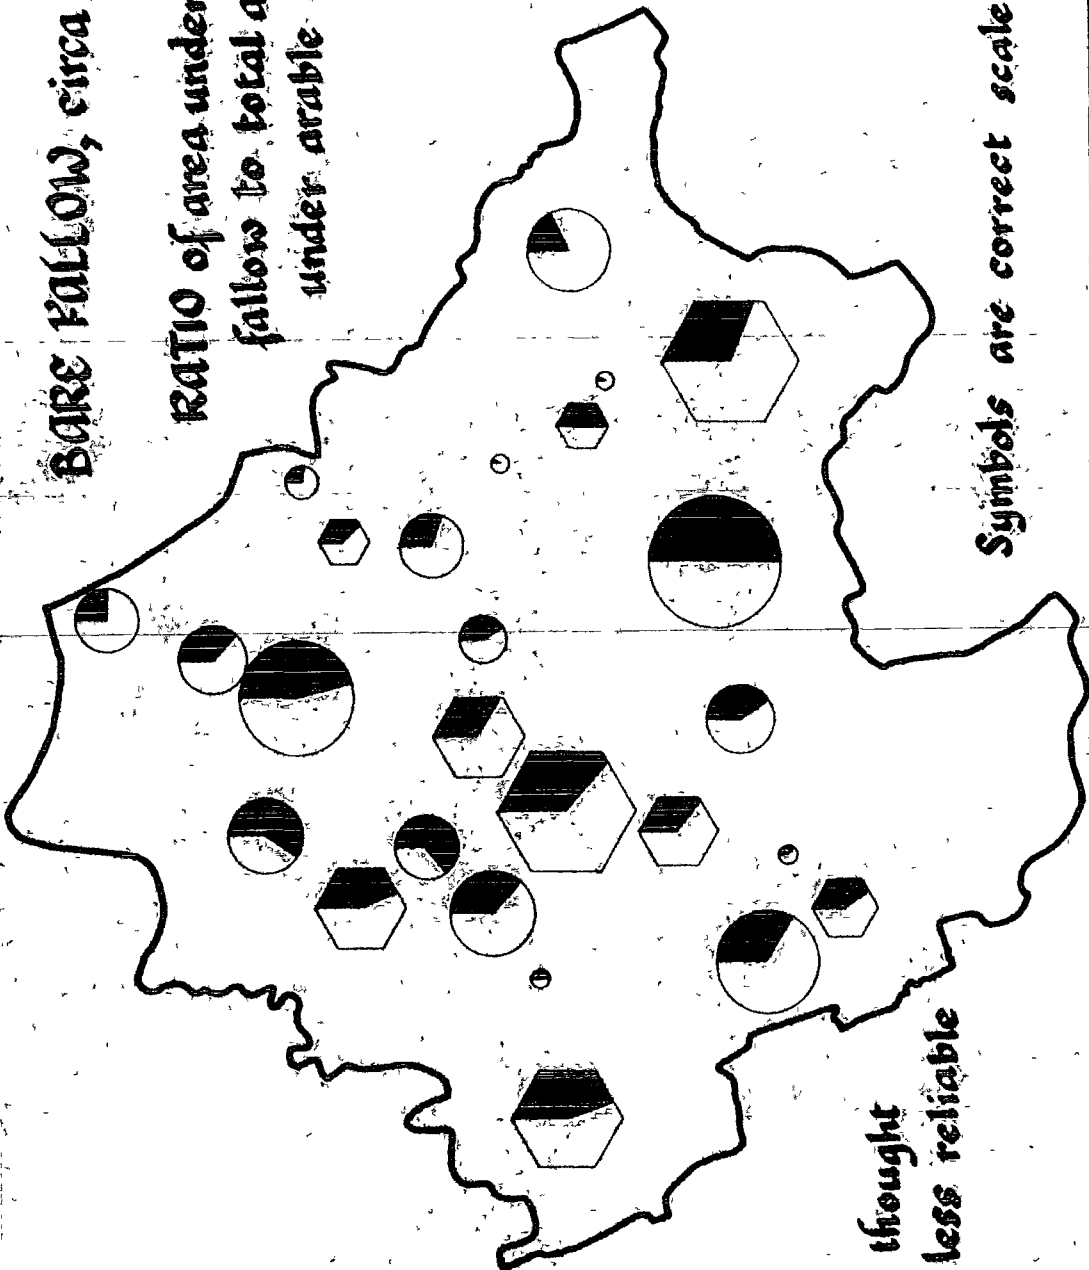 BARE FALLOW, circa
RATIO of area under
fallow to total a
under arable
Symbols are correct scale
thought
less reliable